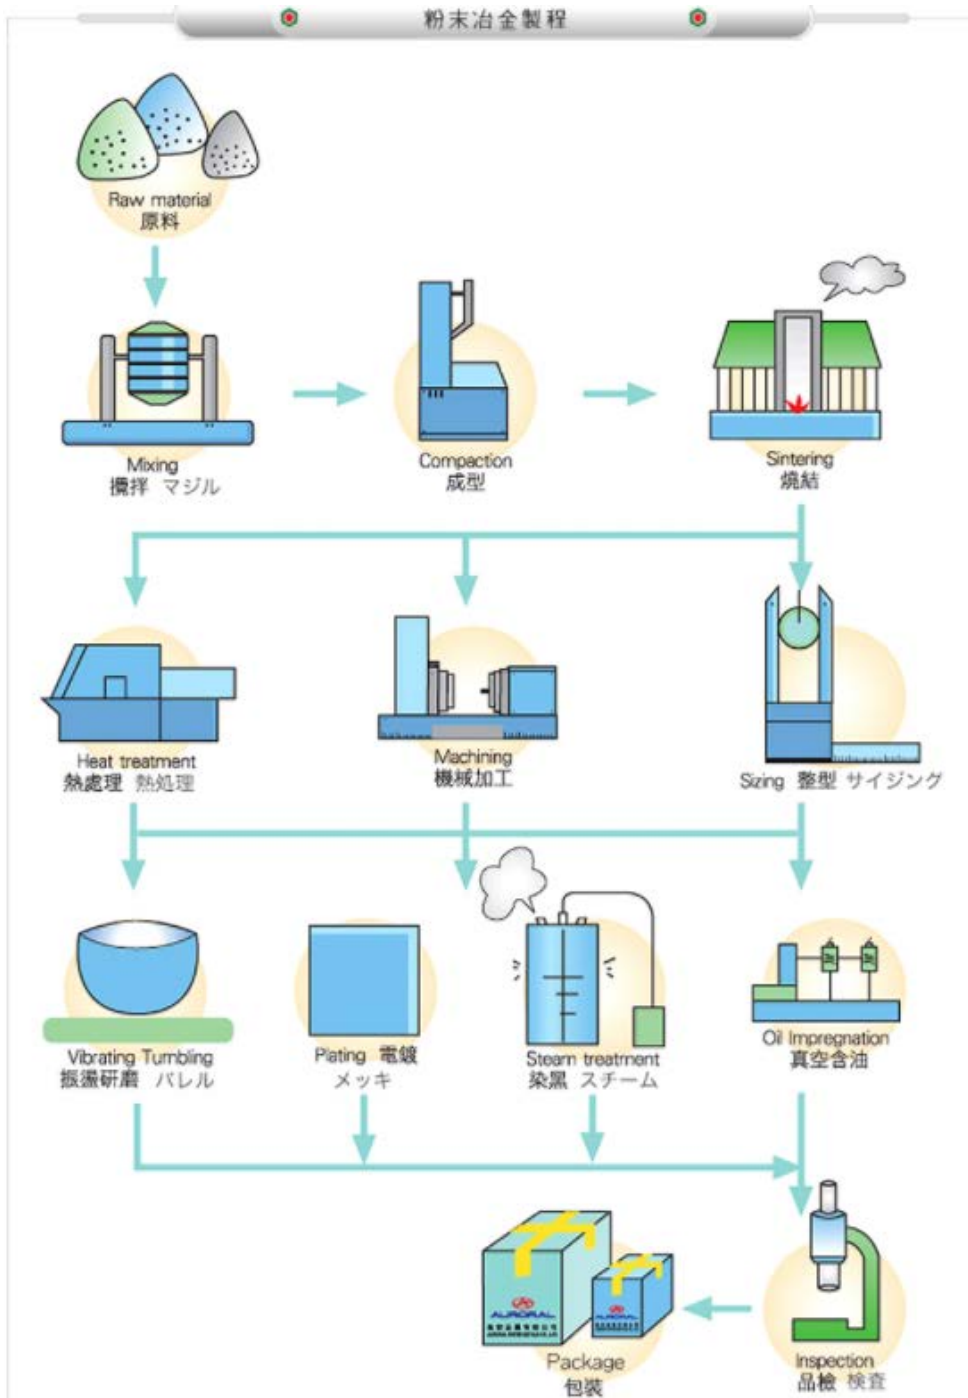 粉末冶金製程
Raw material
原料
Mixing
攪拌 マジル
Compaction
成型
Sintering
燒結
Heat treatment
熱處理 熱処理
Machining
機械加工
Sizing 整型 サイジング
Vibrating Tumbling
振盪研磨 バレル
Plating 電鍍
メッキ
Steam treatment
染黑 スチーム
Oil Impregnation
真空含油
AURORAL
AURORAL
Package
包裝
Inspection
品檢 検査